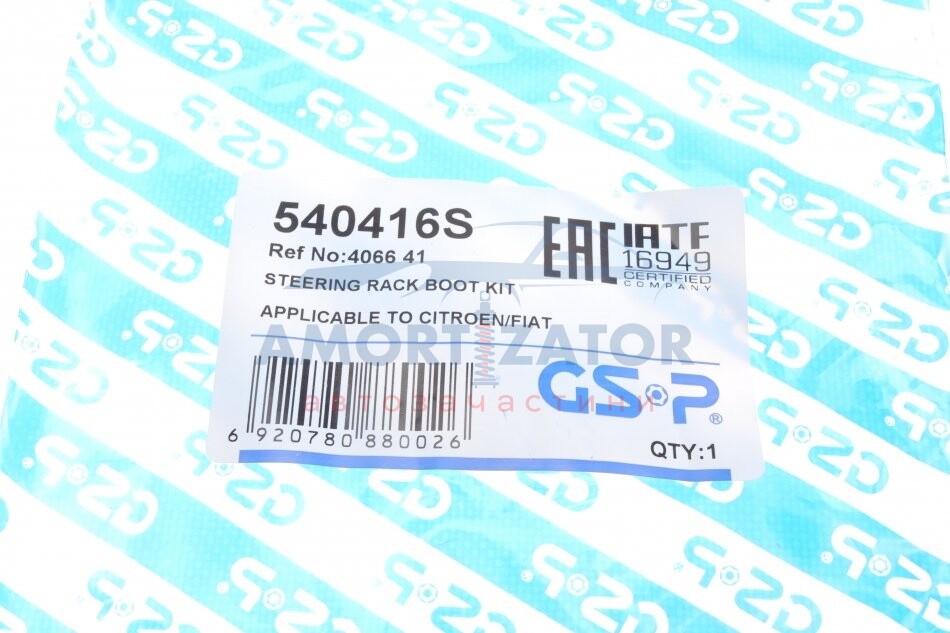 540416S
Ref No:4066 41
STEERING RACK BOOT KIT
APPLICABLE TO CITROEN/FIAT
EAC
IATF
16949
CERTIFIED
COMPANY
AMORTIZATOR
автозачастини
GSP®
6 920780 880026
QTY:1